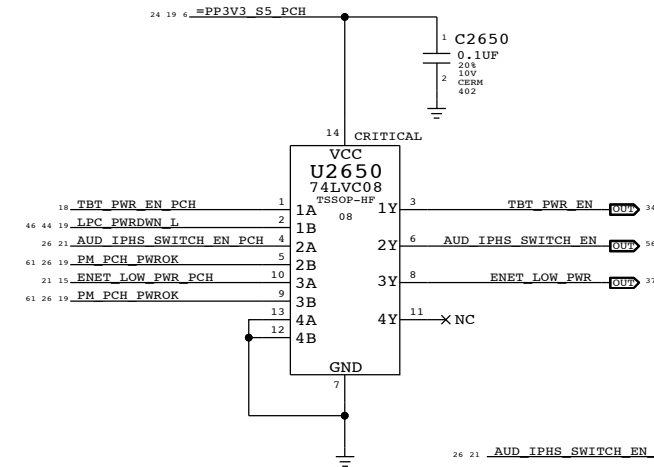 24 19 6 =PP3V3_S5_PCH
1 C2650
0.1UF
20%
10V
2 CERM
402
14 CRITICAL
VCC
U2650
74LVC08
TSSOP-HF
08
18 TBT_PWR_EN_PCH 1 1A 1Y 3 TBT_PWR_EN OUT 34
46 44 19 LPC_PWRDWN_L 2 1B
26 21 AUD_IPHS_SWITCH_EN_PCH 4 2A 2Y 6 AUD_IPHS_SWITCH_EN OUT 56
61 26 19 PM_PCH_PWROK 5 2B
21 15 ENET_LOW_PWR_PCH 10 3A 3Y 8 ENET_LOW_PWR OUT 37
61 26 19 PM_PCH_PWROK 9 3B
13 4A 4Y 11 NC
12 4B
GND
7
26 21 AUD_IPHS_SWITCH_EN_